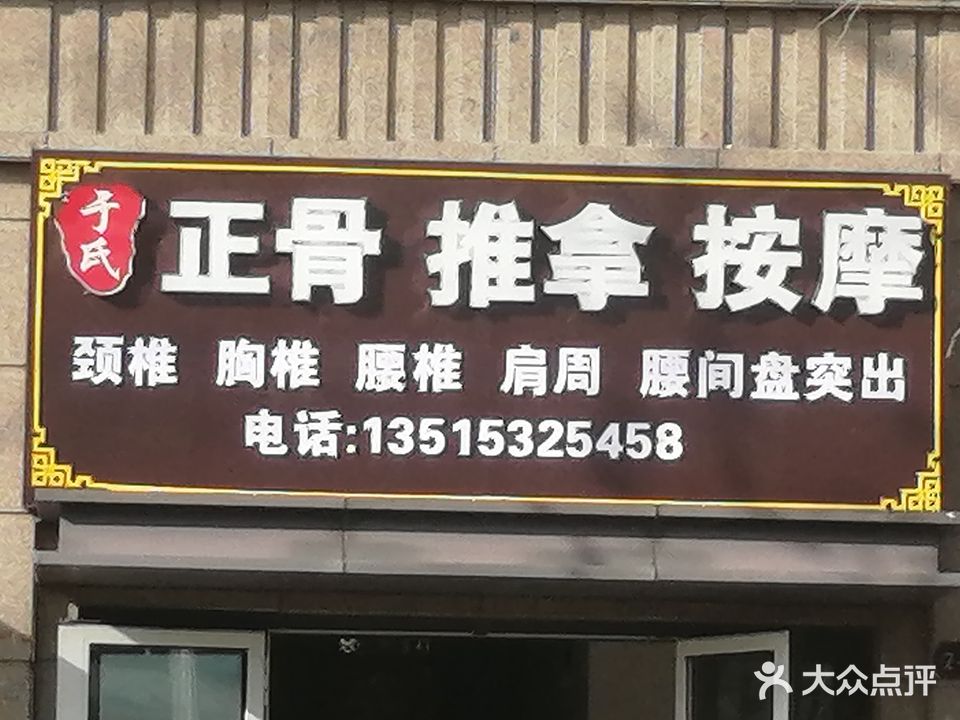 于氏
正骨 推拿 按摩
颈椎 胸椎 腰椎 肩周 腰间盘突出
电话:13515325458
大众点评